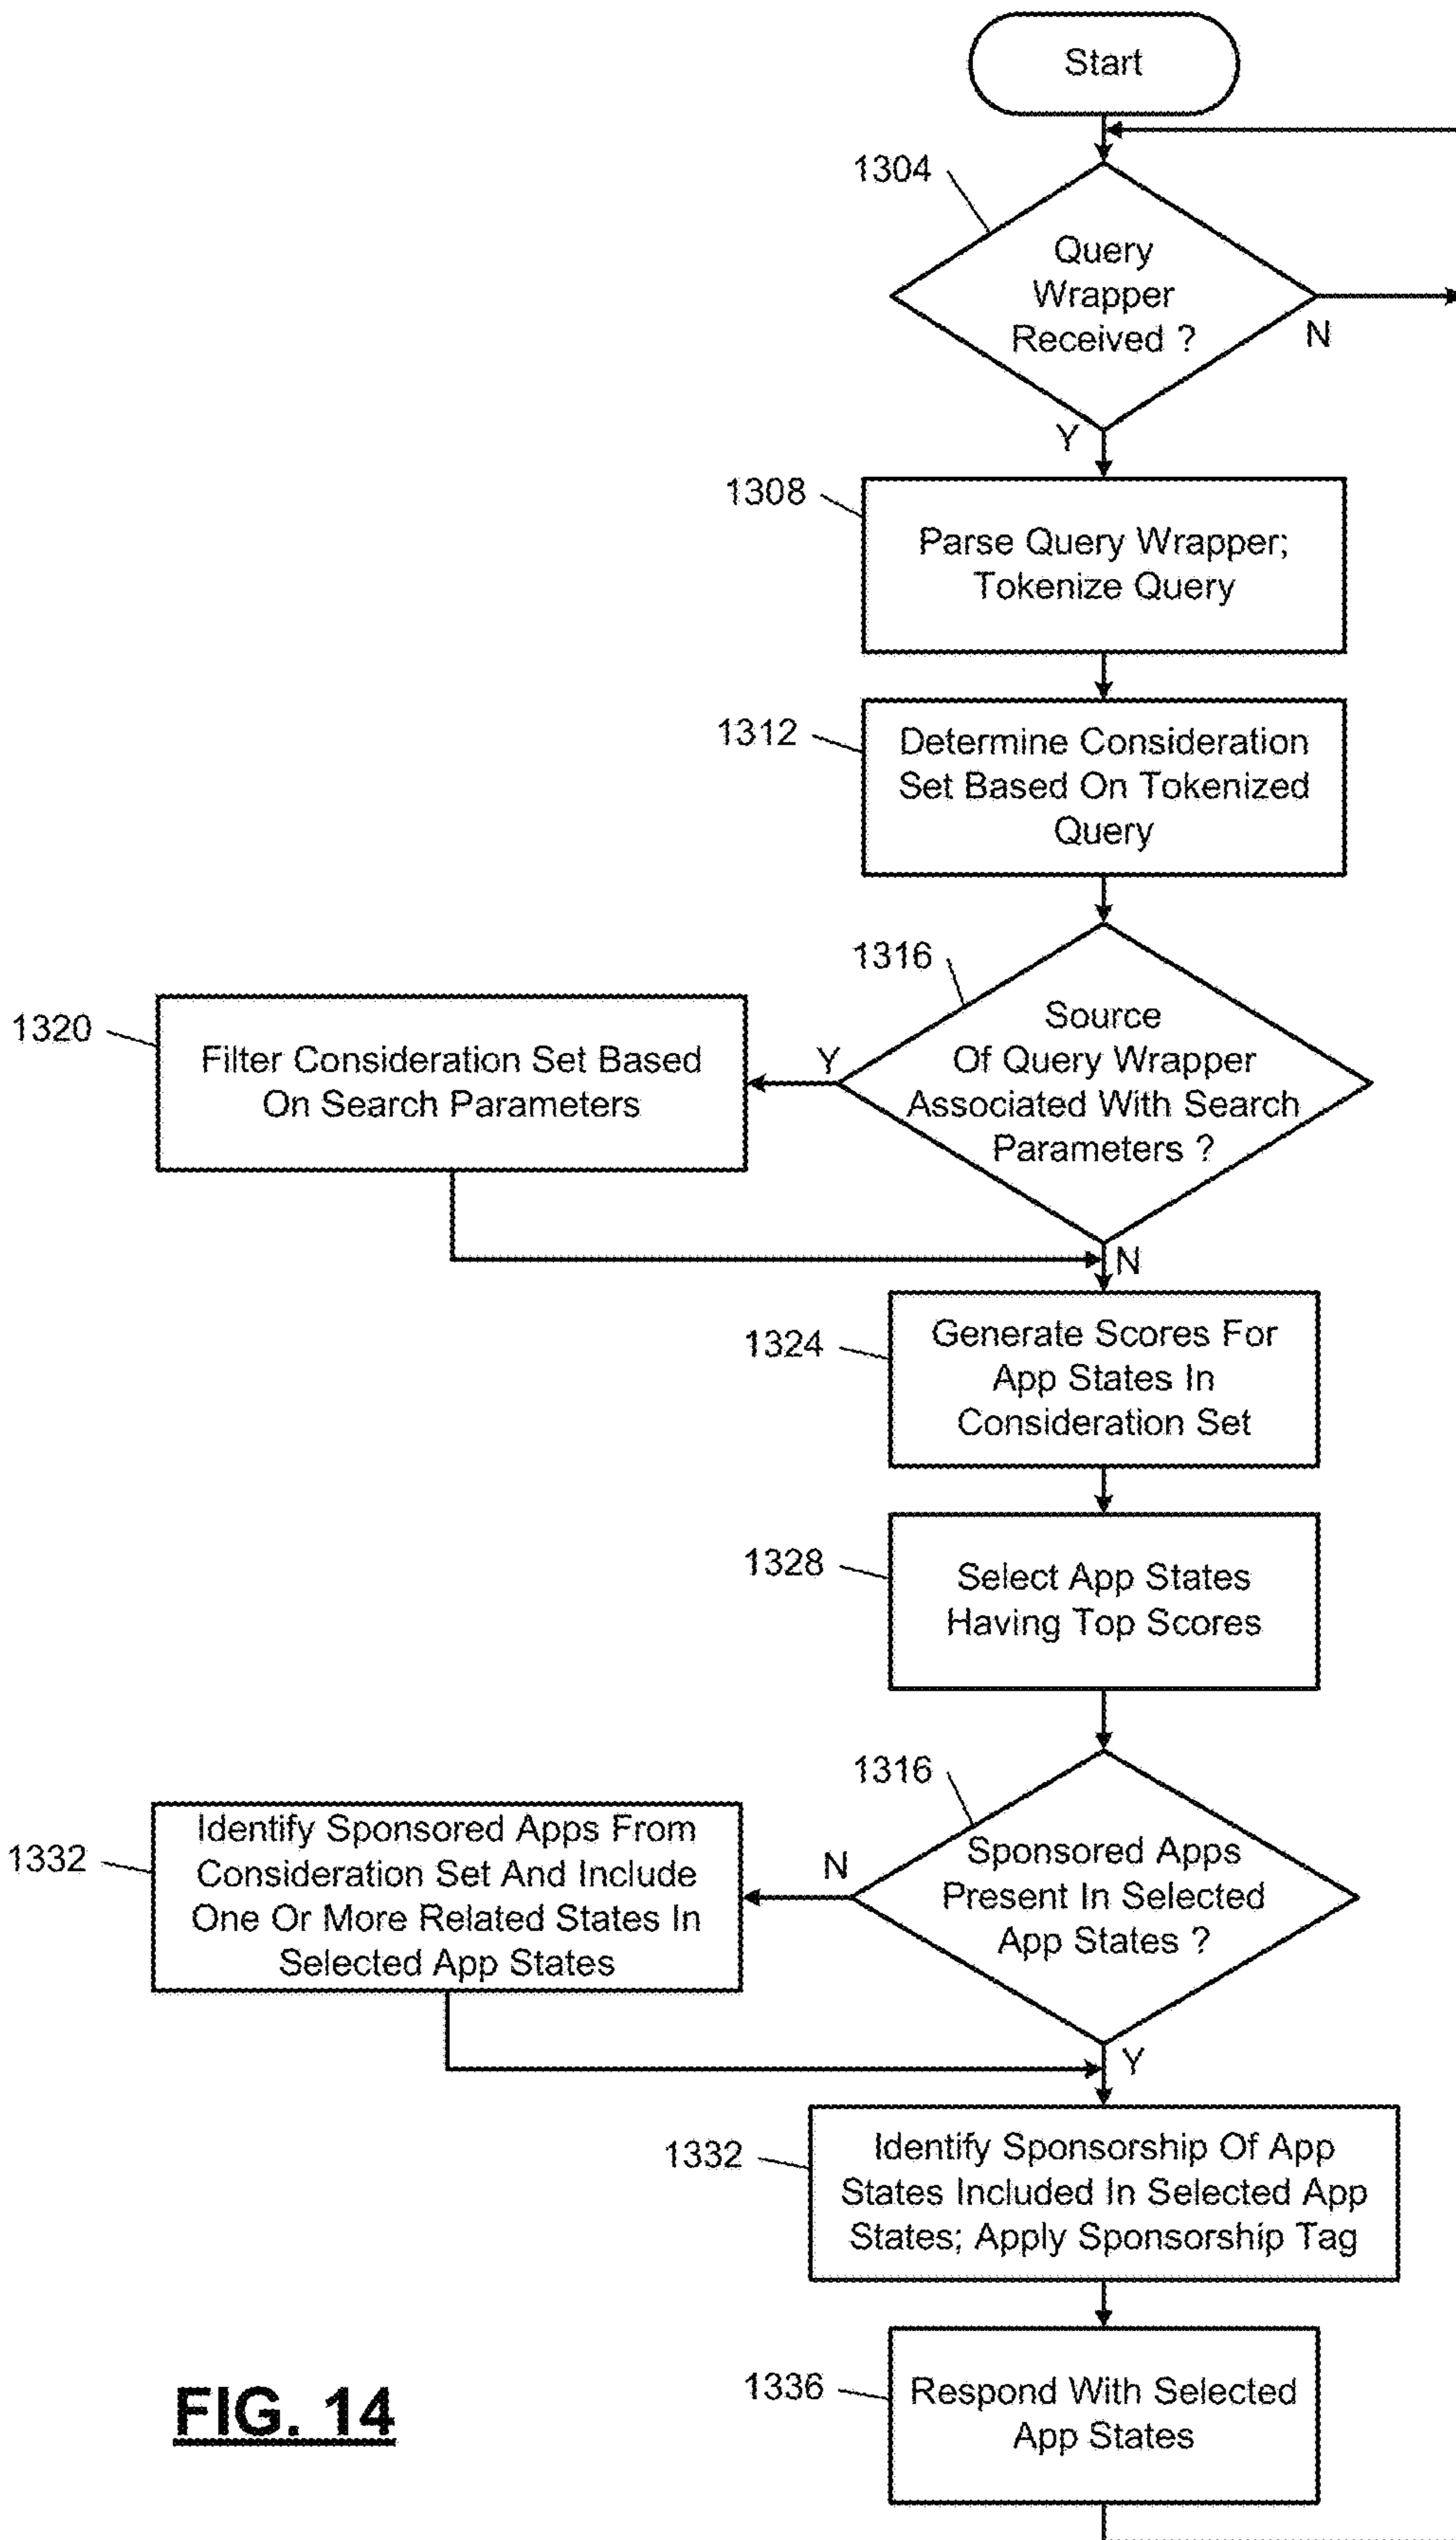 Start
1304
Query
Wrapper
Received ?
N
Y
1308
Parse Query Wrapper;
Tokenize Query
1312
Determine Consideration
Set Based On Tokenized
Query
1316
Source
Of Query Wrapper
Associated With Search
Parameters ?
Y
1320
Filter Consideration Set Based
On Search Parameters
N
1324
Generate Scores For
App States In
Consideration Set
1328
Select App States
Having Top Scores
1316
Sponsored Apps
Present In Selected
App States ?
N
1332
Identify Sponsored Apps From
Consideration Set And Include
One Or More Related States In
Selected App States
Y
1332
Identify Sponsorship Of App
States Included In Selected App
States; Apply Sponsorship Tag
1336
Respond With Selected
App States
FIG. 14